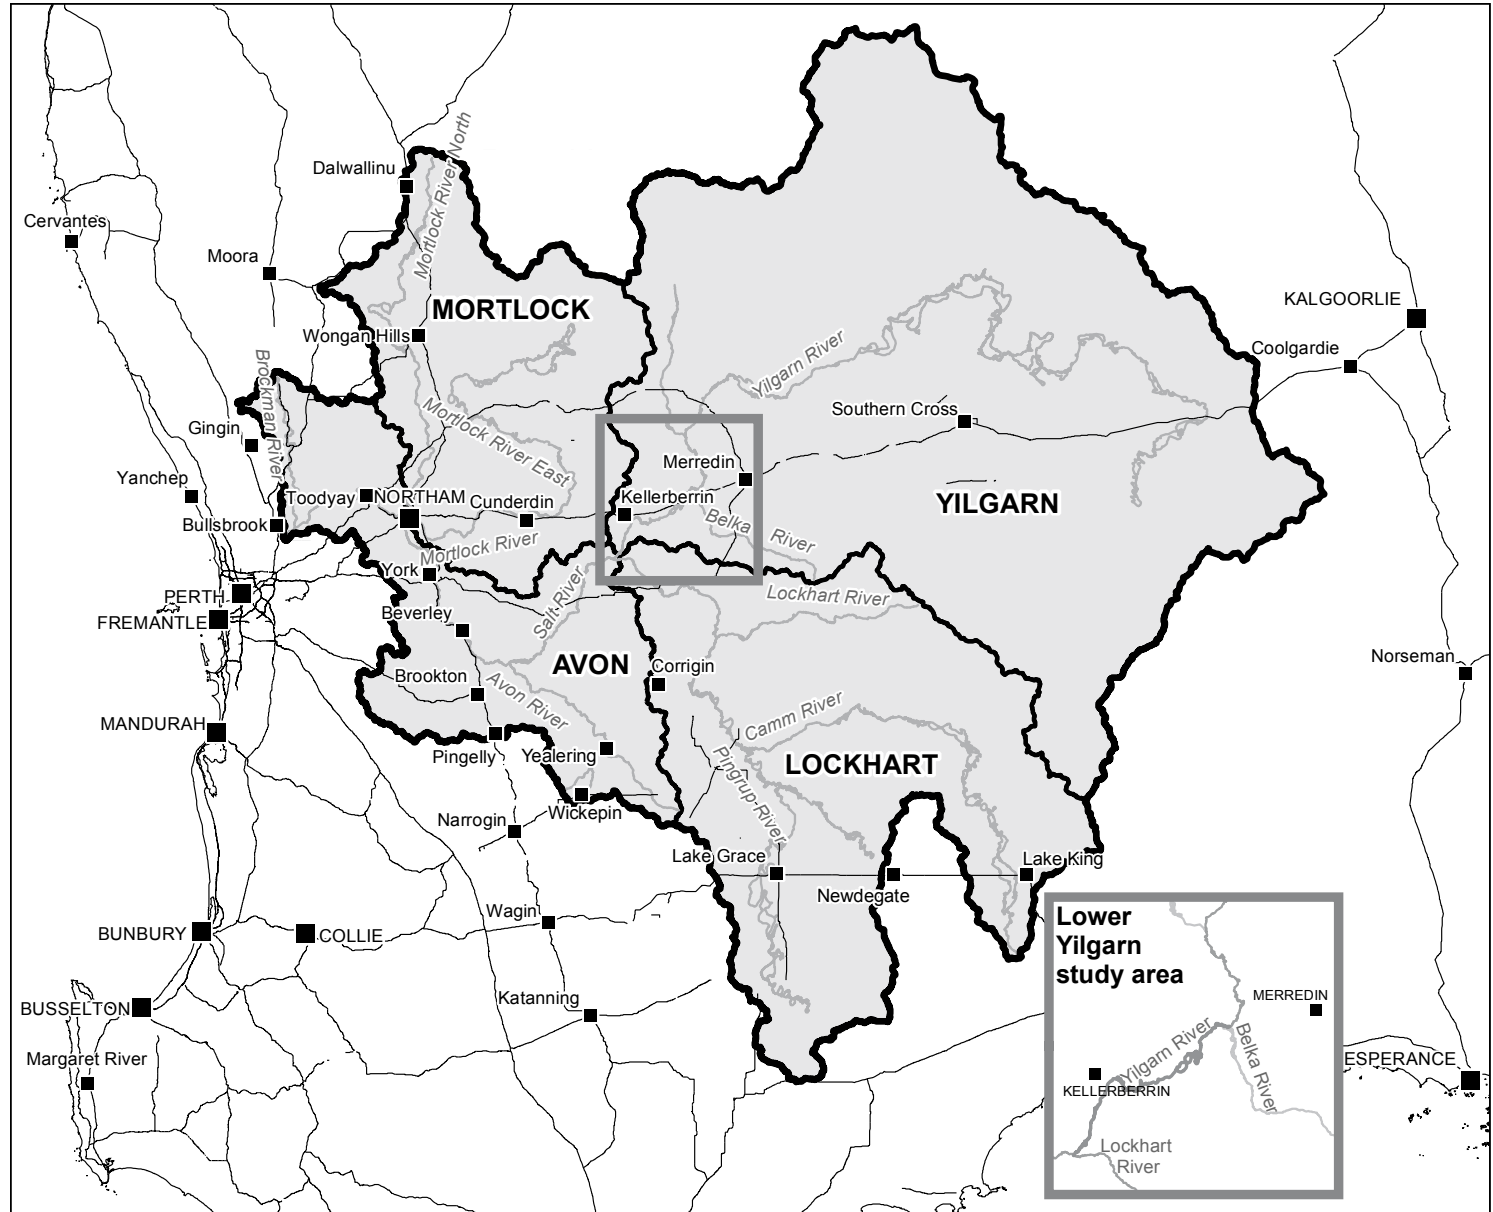 Mortlock River North
Dalwallinu
Cervantes
Moora
MORTLOCK
KALGOORLIE
Wongan Hills
Coolgardie
Brockman River
Yilgarn River
Southern Cross
Mortlock River East
Gingin
Merredin
Yanchep
Toodyay
NORTHAM
Cunderdin
Kellerberrin
YILGARN
Bullsbrook
Belka River
Mortlock River
York
PERTH
Salt River
Lockhart River
FREMANTLE
Beverley
AVON
Corrigin
Norseman
Brookton
Avon River
MANDURAH
Camm River
Pingelly
Yealering
LOCKHART
Pingrup River
Wickepin
Narrogin
Lake Grace
Lake King
Newdegate
Wagin
BUNBURY
COLLIE
Lower
Yilgarn
study area
Katanning
MERREDIN
BUSSELTON
Yilgarn River
Belka River
Margaret River
ESPERANCE
KELLERBERRIN
Lockhart
River